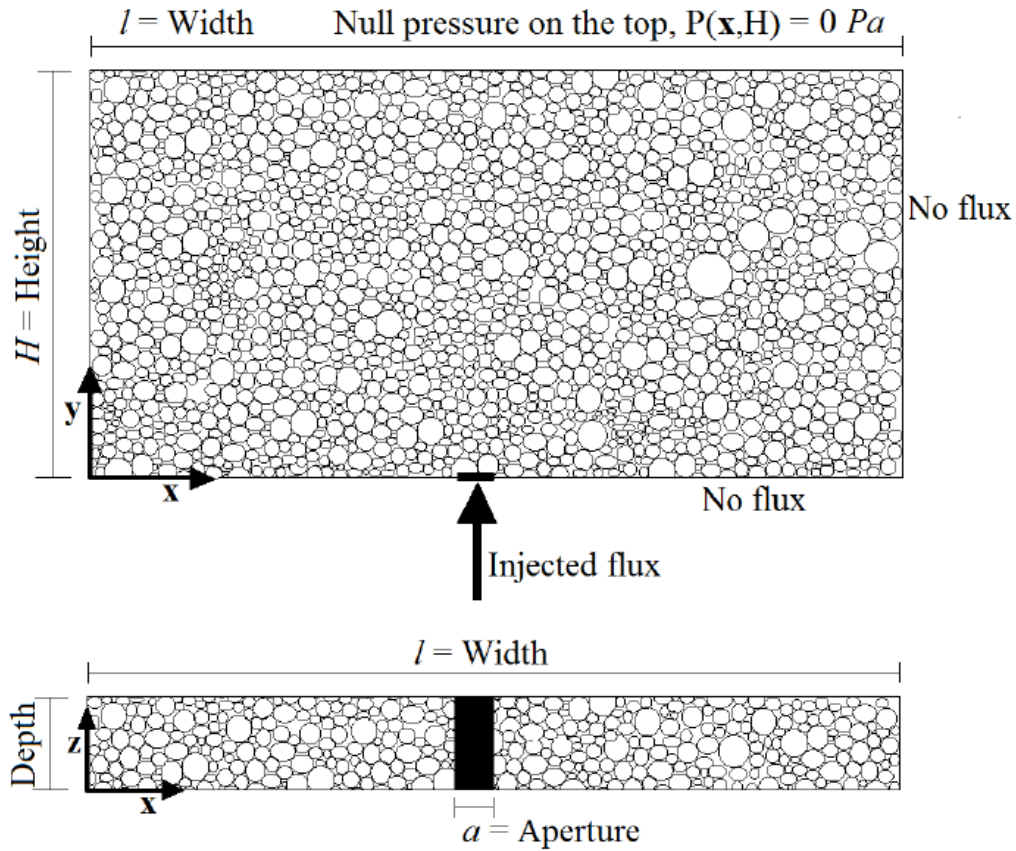 l = Width
Null pressure on the top, P(x,H) = 0 Pa
H = Height
No flux
y
x
No flux
Injected flux
l = Width
Depth
z
x
a = Aperture